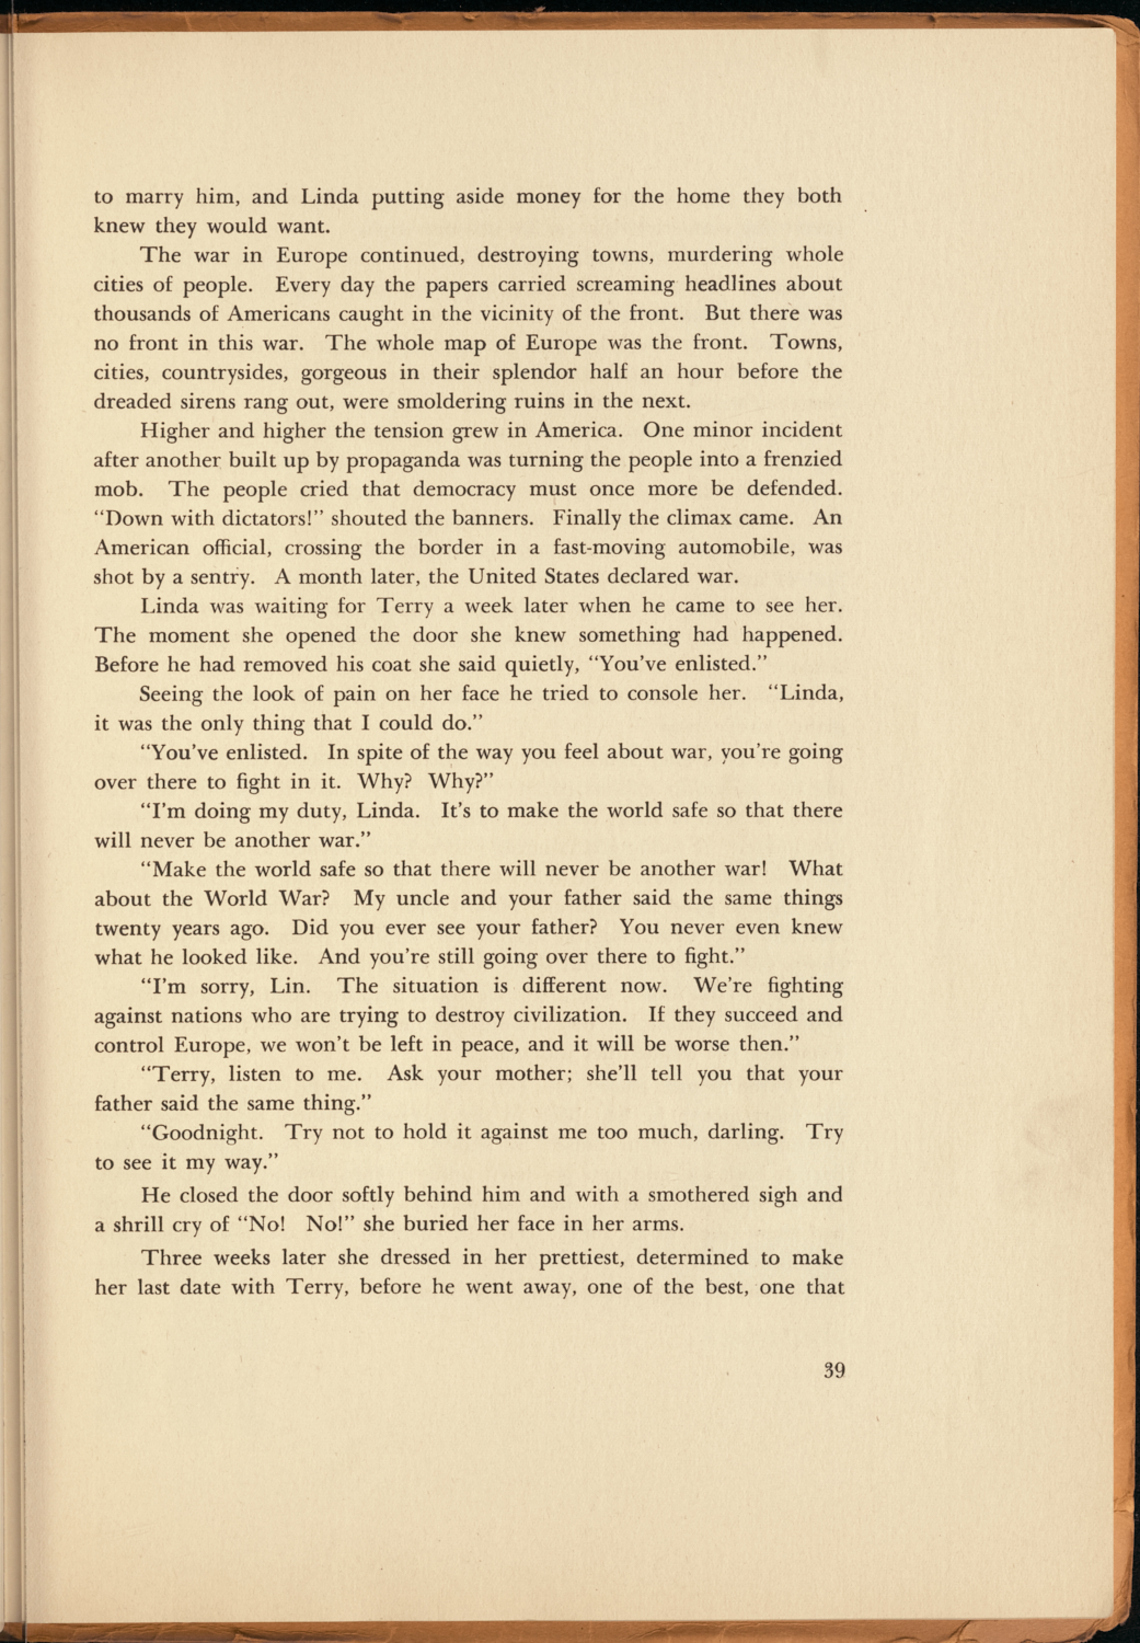 to marry him, and Linda putting aside money for the home they both
knew they would want.
The war in Europe continued, destroying towns, murdering whole
cities of people. Every day the papers carried screaming headlines about
thousands of Americans caught in the vicinity of the front. But there was
no front in this war. The whole map of Europe was the front. Towns,
cities, countrysides, gorgeous in their splendor half an hour before the
dreaded sirens rang out, were smoldering ruins in the next.
Higher and higher the tension grew in America. One minor incident
after another built up by propaganda was turning the people into a frenzied
mob. The people cried that democracy must once more be defended.
“Down with dictators!” shouted the banners. Finally the climax came. An
American official, crossing the border in a fast-moving automobile, was
shot by a sentry. A month later, the United States declared war.
Linda was waiting for Terry a week later when he came to see her.
The moment she opened the door she knew something had happened.
Before he had removed his coat she said quietly, “You’ve enlisted.”
Seeing the look of pain on her face he tried to console her. “Linda,
it was the only thing that I could do.”
“You’ve enlisted. In spite of the way you feel about war, you’re going
over there to fight in it. Why? Why?”
“I’m doing my duty, Linda. It’s to make the world safe so that there
will never be another war.”
“Make the world safe so that there will never be another war! What
about the World War? My uncle and your father said the same things
twenty years ago. Did you ever see your father? You never even knew
what he looked like. And you’re still going over there to fight.”
“I’m sorry, Lin. The situation is different now. We’re fighting
against nations who are trying to destroy civilization. If they succeed and
control Europe, we won’t be left in peace, and it will be worse then.”
“Terry, listen to me. Ask your mother; she’ll tell you that your
father said the same thing.”
“Goodnight. Try not to hold it against me too much, darling. Try
to see it my way.”
He closed the door softly behind him and with a smothered sigh and
a shrill cry of “No! No!” she buried her face in her arms.
Three weeks later she dressed in her prettiest, determined to make
her last date with Terry, before he went away, one of the best, one that
39